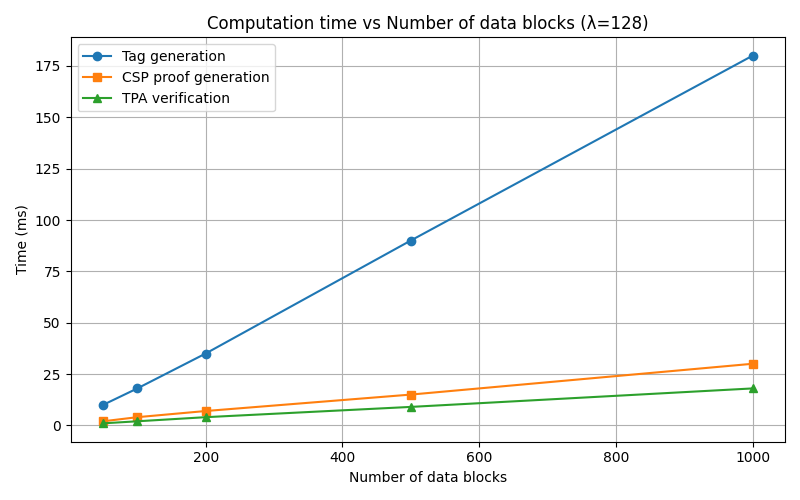 Computation time vs Number of data blocks (λ=128)
Tag generation
CSP proof generation
TPA verification
175
150
125
100
75
50
25
0
Time (ms)
200 400 600 800 1000
Number of data blocks